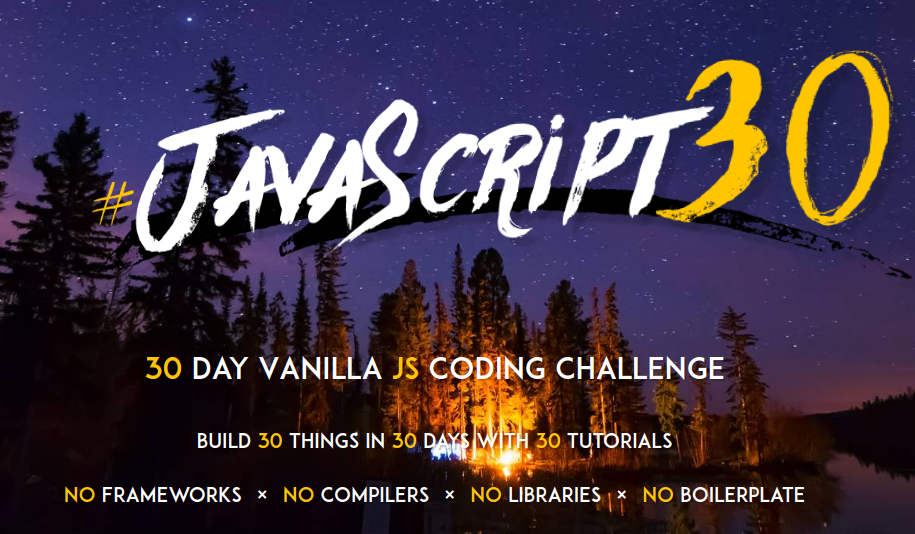 #JavaScript30
30 DAY VANILLA JS CODING CHALLENGE
BUILD 30 THINGS IN 30 DAYS WITH 30 TUTORIALS
NO FRAMEWORKS × NO COMPILERS × NO LIBRARIES × NO BOILERPLATE